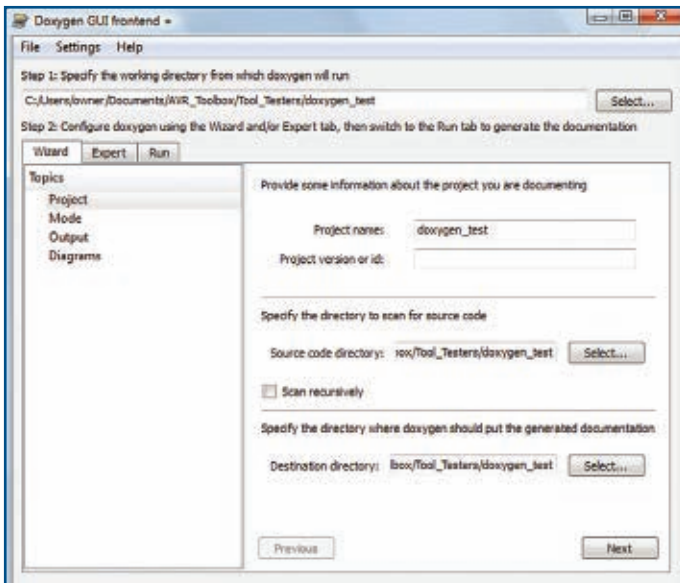 Doxygen GUI frontend +
File Settings Help
Step 1: Specify the working directory from which doxygen will run
C:/Users/owner/Documents/AVR_Toolbox/Tool_Testers/doxygen_test Select...
Step 2: Configure doxygen using the Wizard and/or Expert tab, then switch to the Run tab to generate the documentation
Wizard Expert Run
Topics
Project
Mode
Output
Diagrams
Provide some information about the project you are documenting
Project name: doxygen_test
Project version or id:
Specify the directory to scan for source code
Source code directory: ox/Tool_Testers/doxygen_test Select...
Scan recursively
Specify the directory where doxygen should put the generated documentation
Destination directory: lbox/Tool_Testers/doxygen_test Select...
Previous Next